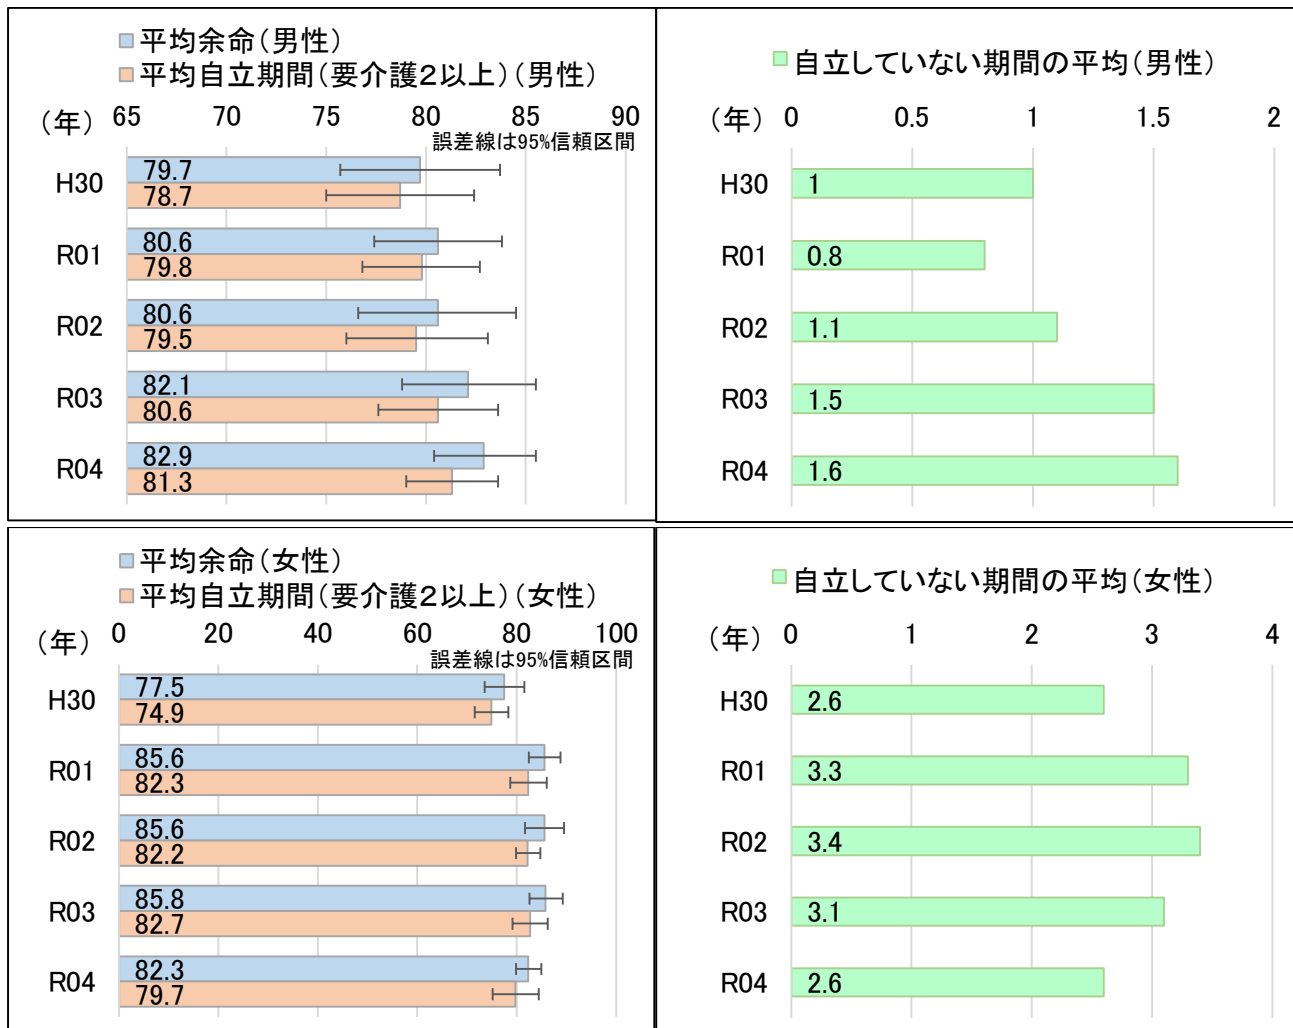 平均余命(男性)
平均自立期間(要介護2以上)(男性)
(年) 65 70 75 80 85 90
誤差線は95%信頼区間
H30 79.7
78.7
R01 80.6
79.8
R02 80.6
79.5
R03 82.1
80.6
R04 82.9
81.3
自立していない期間の平均(男性)
(年) 0 0.5 1 1.5 2
H30 1
R01 0.8
R02 1.1
R03 1.5
R04 1.6
平均余命(女性)
平均自立期間(要介護2以上)(女性)
(年) 0 20 40 60 80 100
誤差線は95%信頼区間
H30 77.5
74.9
R01 85.6
82.3
R02 85.6
82.2
R03 85.8
82.7
R04 82.3
79.7
自立していない期間の平均(女性)
(年) 0 1 2 3 4
H30 2.6
R01 3.3
R02 3.4
R03 3.1
R04 2.6